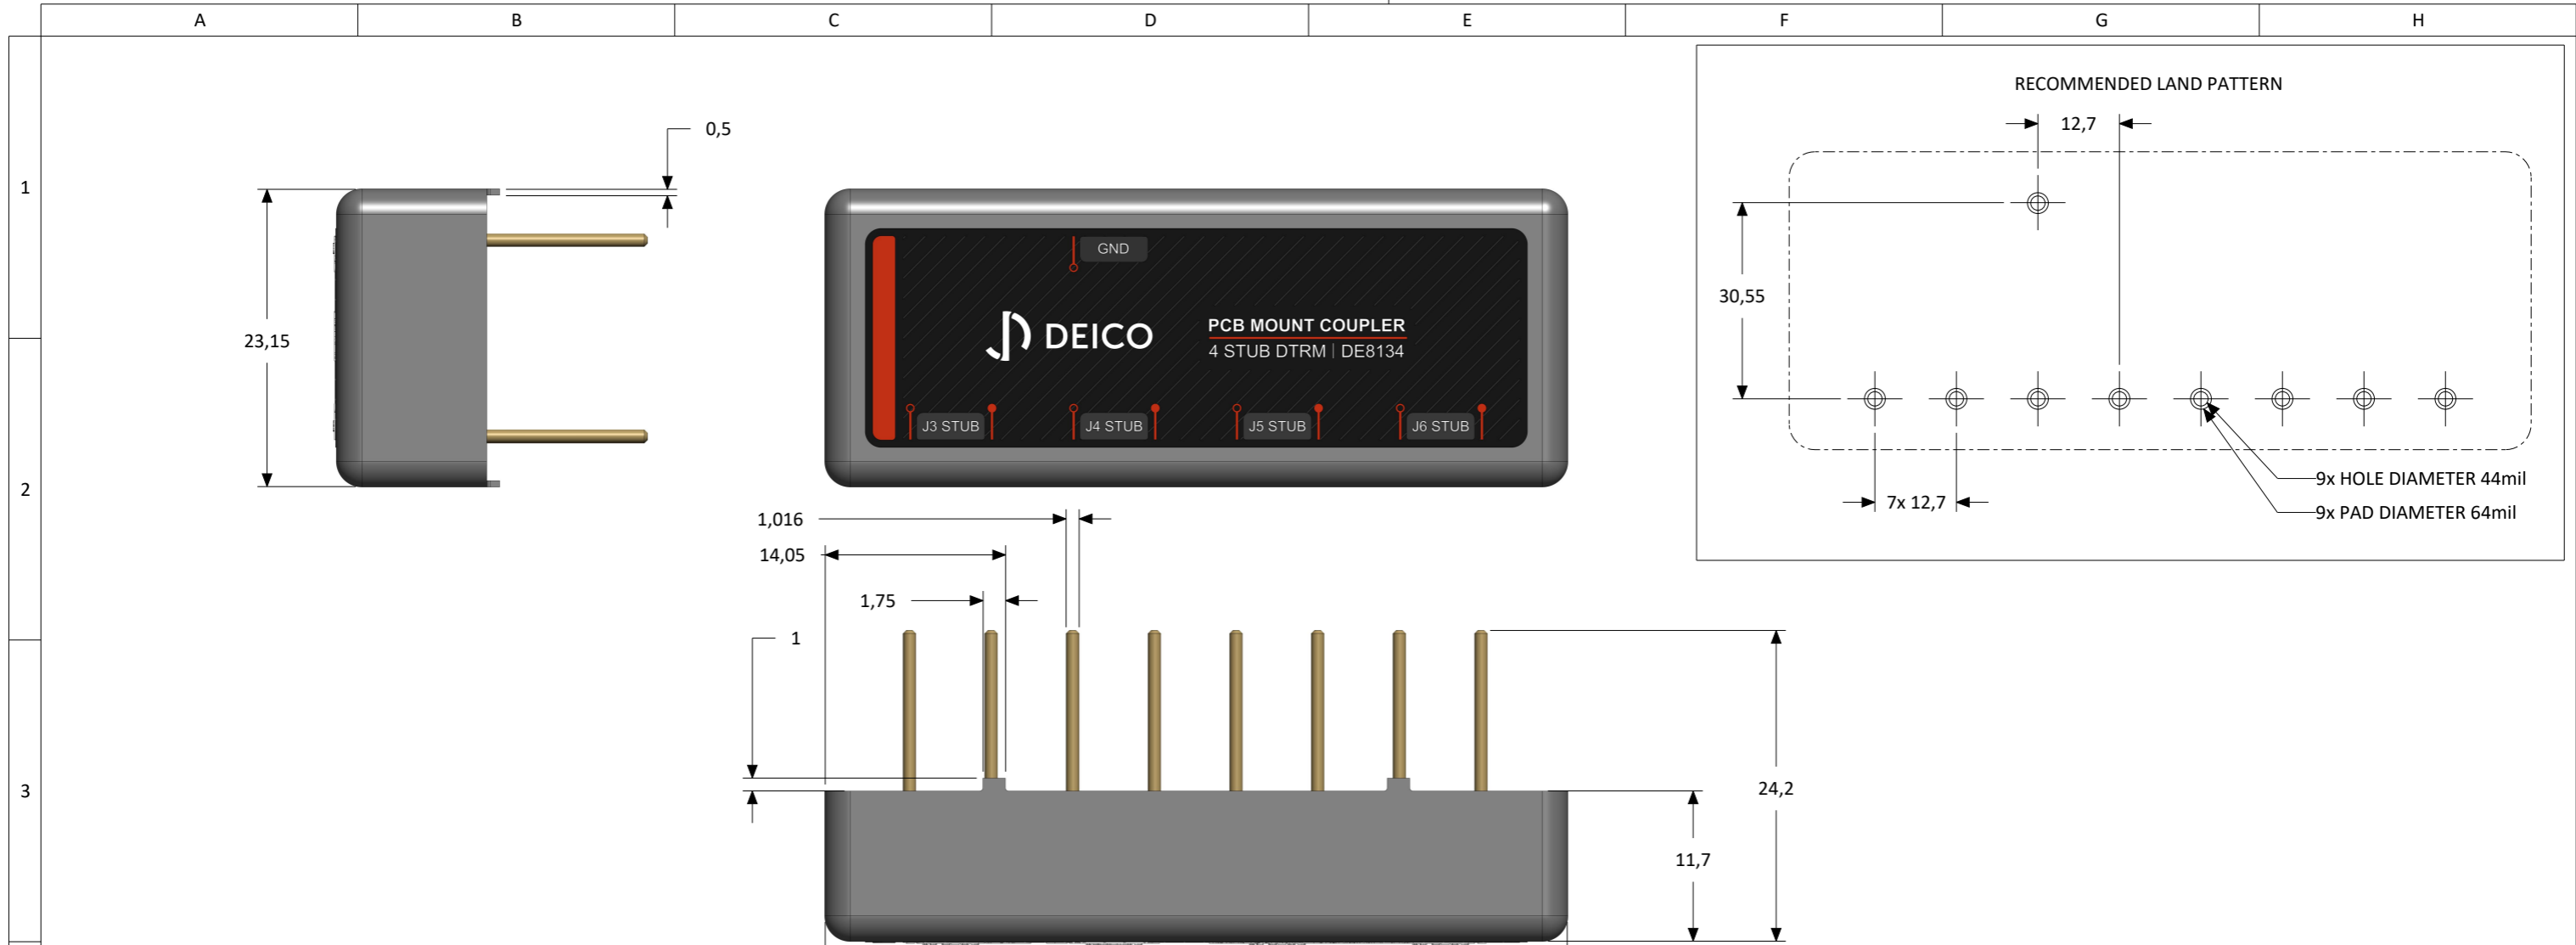 A B C D E F G H
RECOMMENDED LAND PATTERN
12,7
0,5
1
30,55
23,15
GND
DEICO
PCB MOUNT COUPLER
4 STUB DTRM | DE8134
J3 STUB
J4 STUB
J5 STUB
J6 STUB
9x HOLE DIAMETER 44mil
7x 12,7
9x PAD DIAMETER 64mil
2
1,016
14,05
1,75
1
3
24,2
11,7